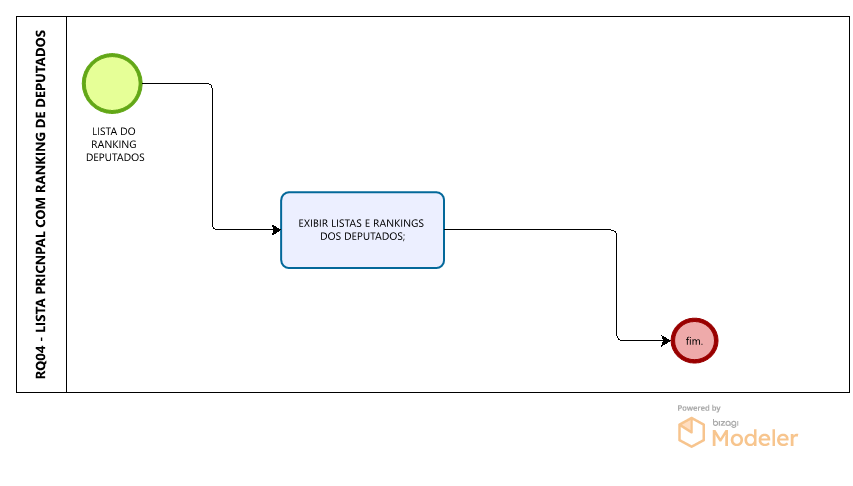 RQ04 - LISTA PRICNPAL COM RANKING DE DEPUTADOS
LISTA DO
RANKING
DEPUTADOS
EXIBIR LISTAS E RANKINGS
DOS DEPUTADOS;
fim.
Powered by
bizagi
Modeler